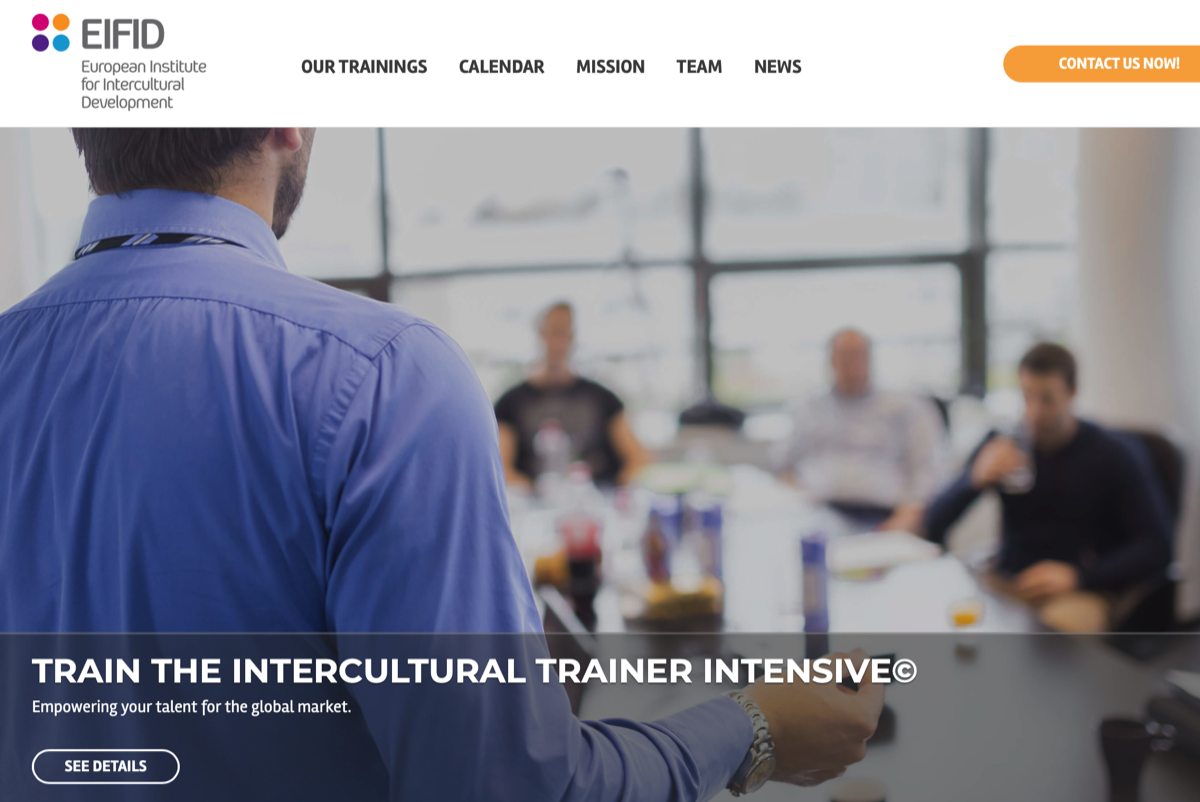 EIFID
European Institute
for Intercultural
Development
OUR TRAININGS
CALENDAR
MISSION
TEAM
NEWS
CONTACT US NOW!
TRAIN THE INTERCULTURAL TRAINER INTENSIVE©
Empowering your talent for the global market.
SEE DETAILS